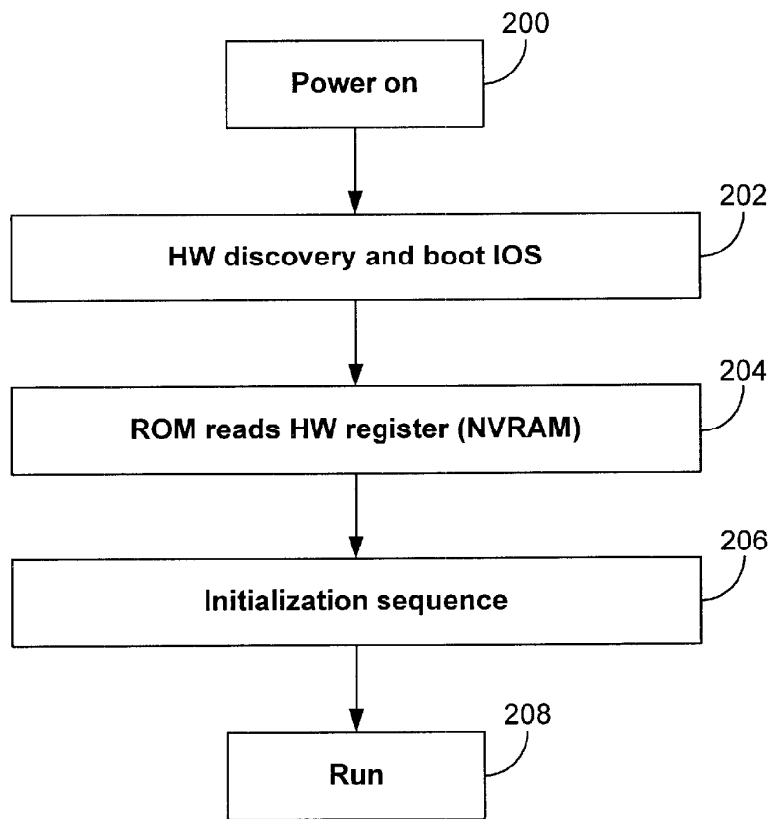 200
Power on
202
HW discovery and boot IOS
204
ROM reads HW register (NVRAM)
206
Initialization sequence
208
Run